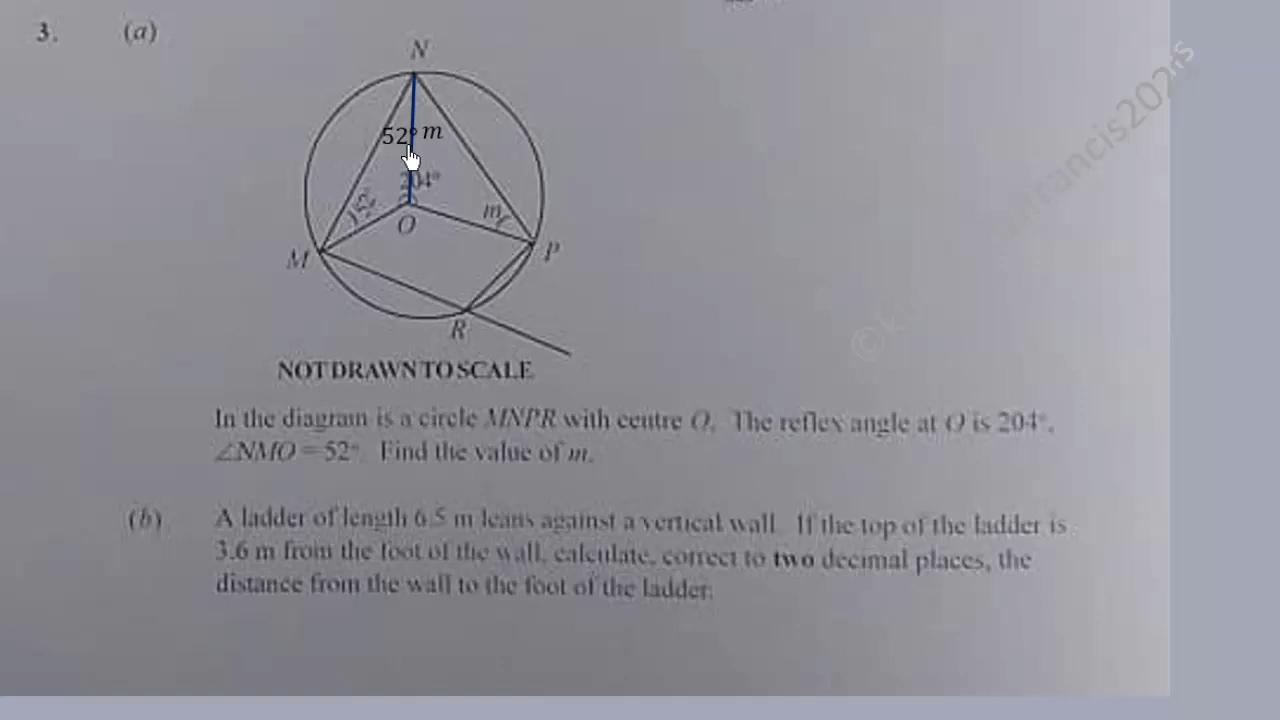 3. (a)
N
52° m
204°
52°
m
O
M
P
R
NOT DRAWN TO SCALE
In the diagram is a circle MNPR with centre O. The reflex angle at O is 204°,
∠NMO = 52°. Find the value of m.
(b) A ladder of length 6.5 m leans against a vertical wall. If the top of the ladder is
3.6 m from the foot of the wall, calculate, correct to two decimal places, the
distance from the wall to the foot of the ladder.